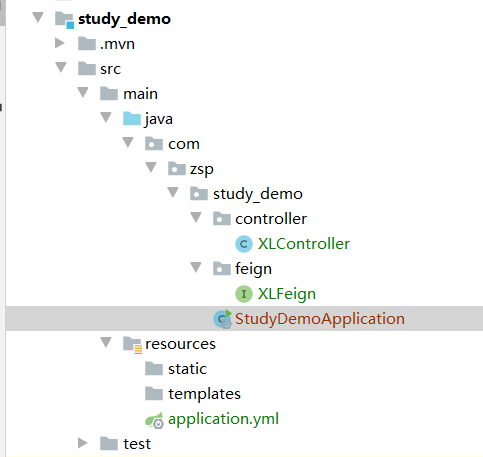 study_demo
.mvn
src
main
java
com
zsp
study_demo
controller
XLController
feign
XLFeign
StudyDemoApplication
resources
static
templates
application.yml
test